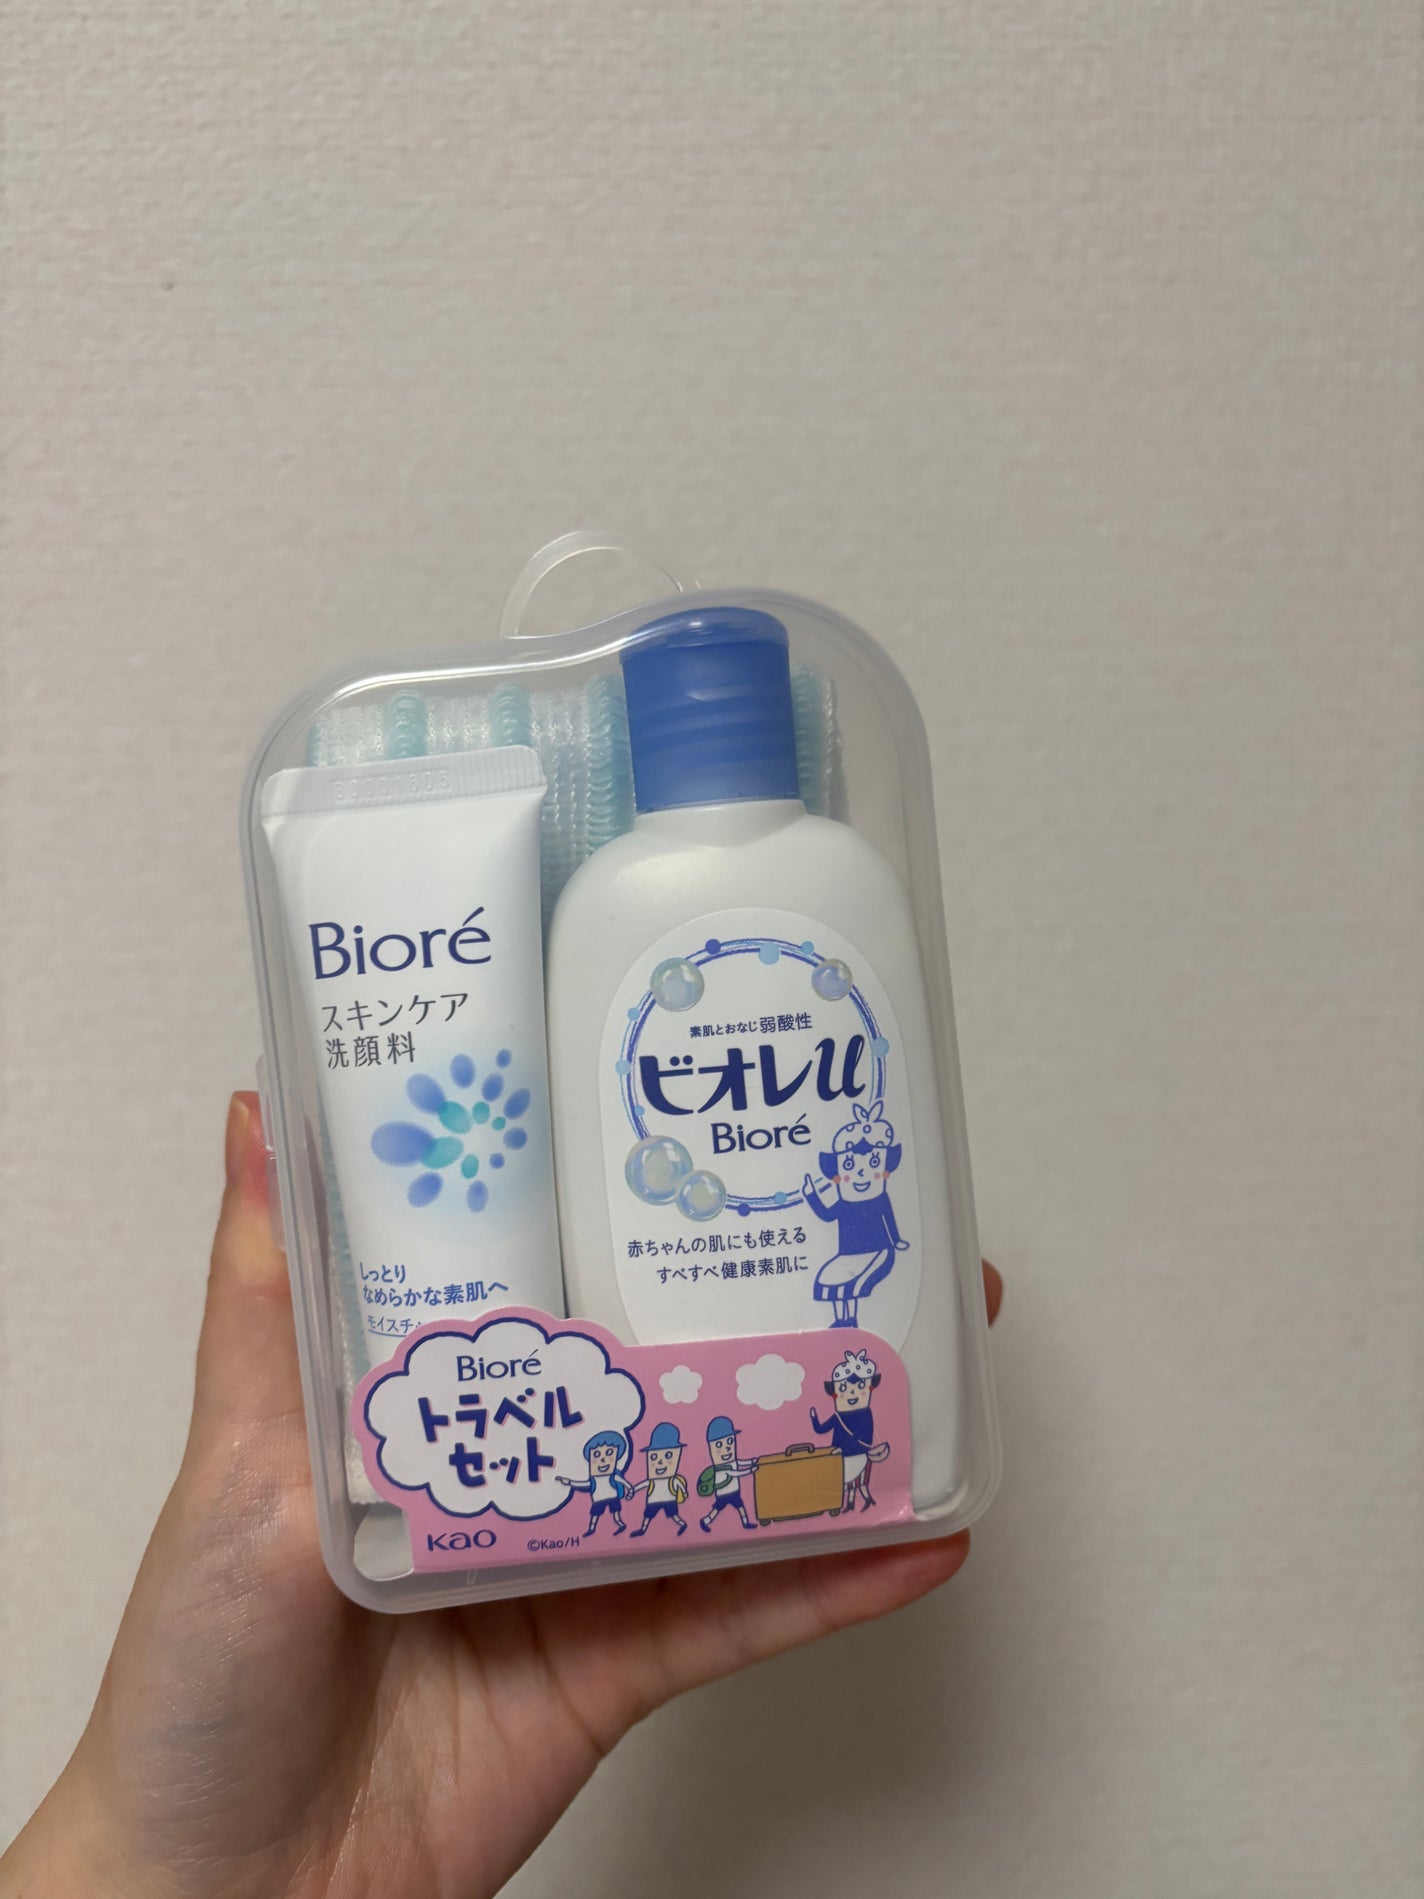 Bioré
スキンケア
洗顔料
しっとり
なめらかな素肌へ
素肌とおなじ弱酸性
ビオレu
Bioré
赤ちゃんの肌にも使える
すべすべ健康素肌に
Bioré
トラベル
セット
Kao
©Kao/H